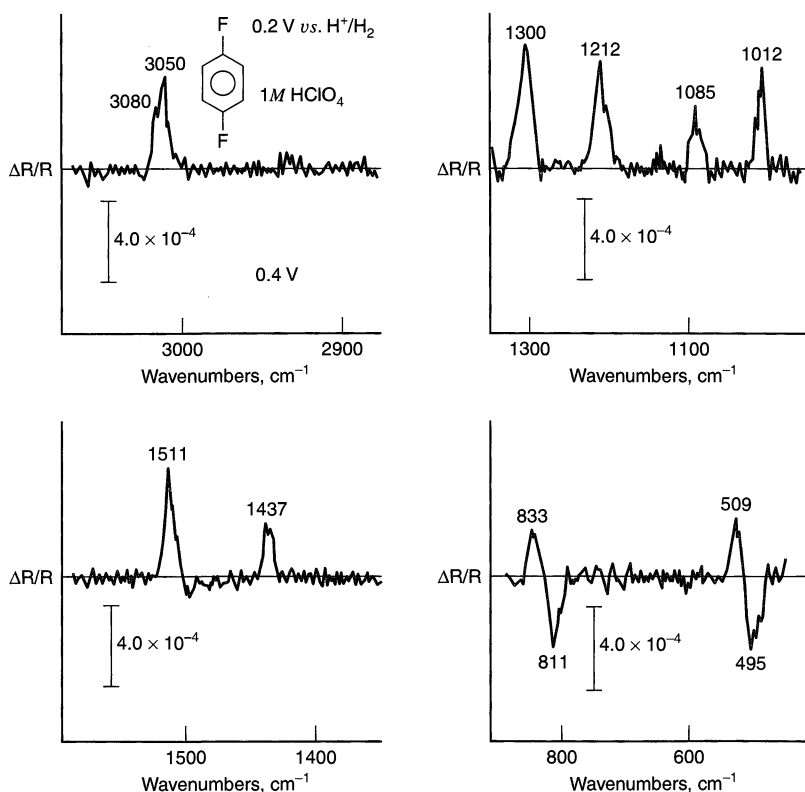 F
0.2 V vs. H⁺/H₂
3050
3080
1M HClO₄
F
ΔR/R
4.0 × 10⁻⁴
0.4 V
3000 2900
Wavenumbers, cm⁻¹
1300 1212 1085 1012
ΔR/R
4.0 × 10⁻⁴
1300 1100
Wavenumbers, cm⁻¹
1511
1437
ΔR/R
4.0 × 10⁻⁴
1500 1400
Wavenumbers, cm⁻¹
833 509
ΔR/R
4.0 × 10⁻⁴
811 495
800 600
Wavenumbers, cm⁻¹